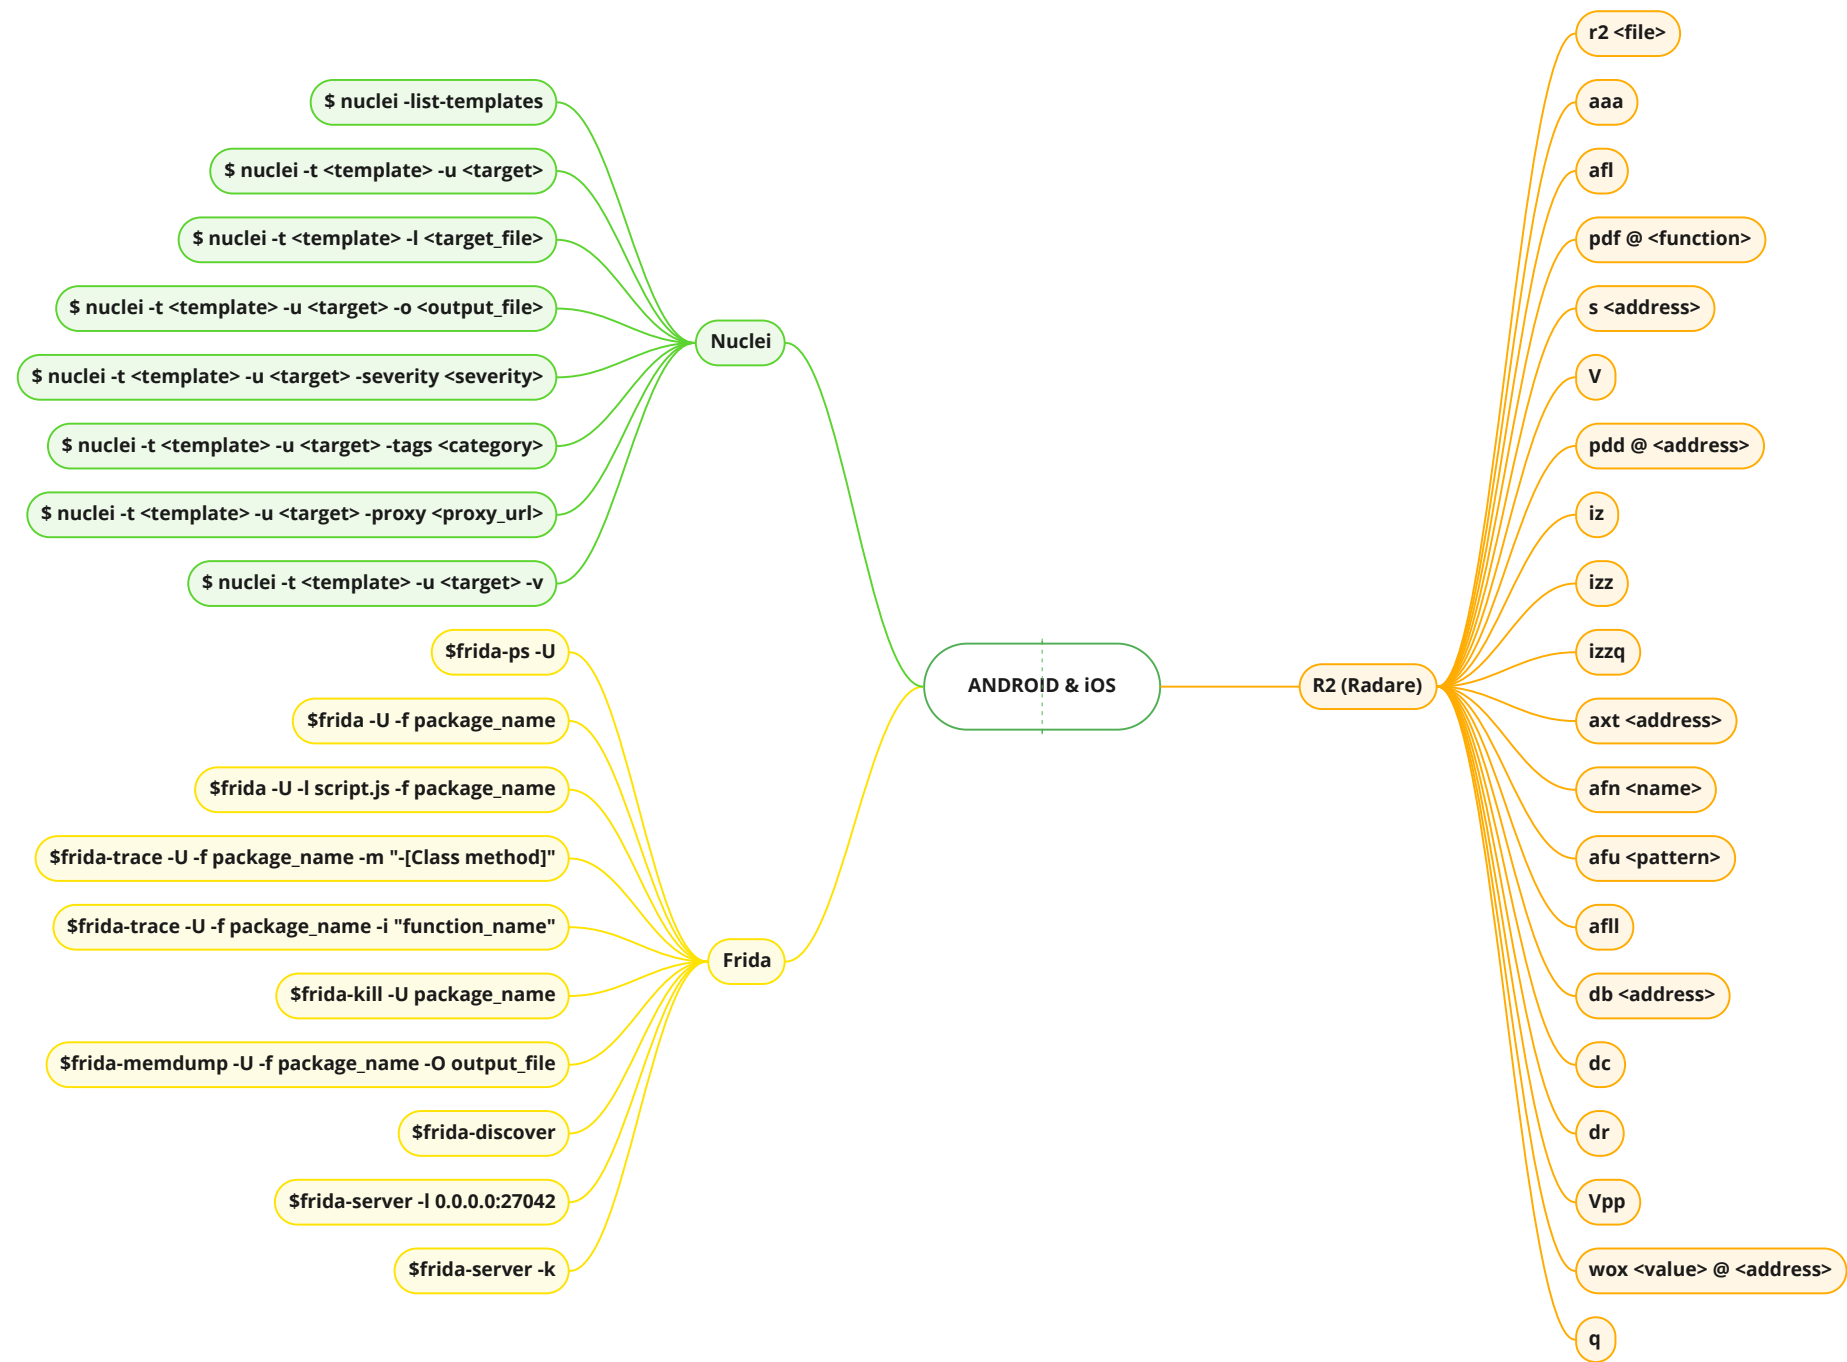 ANDROID & iOS
Nuclei
$ nuclei -list-templates
$ nuclei -t <template> -u <target>
$ nuclei -t <template> -l <target_file>
$ nuclei -t <template> -u <target> -o <output_file>
$ nuclei -t <template> -u <target> -severity <severity>
$ nuclei -t <template> -u <target> -tags <category>
$ nuclei -t <template> -u <target> -proxy <proxy_url>
$ nuclei -t <template> -u <target> -v
Frida
$frida-ps -U
$frida -U -f package_name
$frida -U -l script.js -f package_name
$frida-trace -U -f package_name -m "-[Class method]"
$frida-trace -U -f package_name -i "function_name"
$frida-kill -U package_name
$frida-memdump -U -f package_name -O output_file
$frida-discover
$frida-server -l 0.0.0.0:27042
$frida-server -k
R2 (Radare)
r2 <file>
aaa
afl
pdf @ <function>
s <address>
V
pdd @ <address>
iz
izz
izzq
axt <address>
afn <name>
afu <pattern>
afll
db <address>
dc
dr
Vpp
wox <value> @ <address>
q